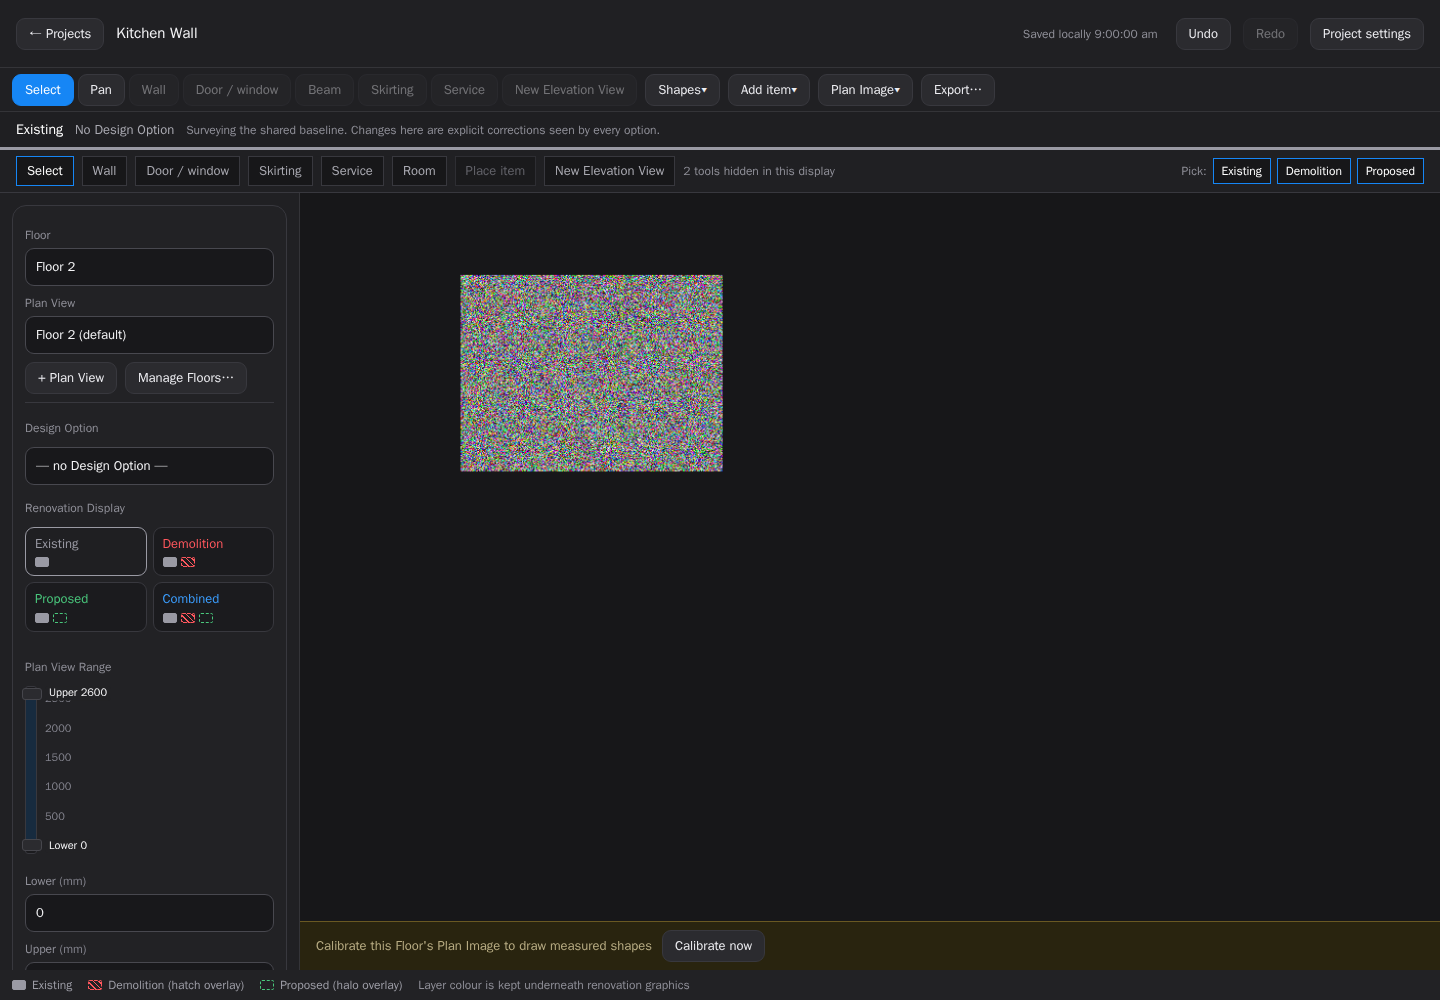 ← Projects
Kitchen Wall
Saved locally 9:00:00 am
Undo
Redo
Project settings
Select
Pan
Wall
Door / window
Beam
Skirting
Service
New Elevation View
Shapes▾
Add item▾
Plan Image▾
Export…
Existing
No Design Option
Surveying the shared baseline. Changes here are explicit corrections seen by every option.
Select
Wall
Door / window
Skirting
Service
Room
Place item
New Elevation View
2 tools hidden in this display
Pick:
Existing
Demolition
Proposed
Floor
Floor 2
Plan View
Floor 2 (default)
+ Plan View
Manage Floors…
Design Option
— no Design Option —
Renovation Display
Existing
Demolition
Proposed
Combined
Plan View Range
Upper 2600
2000
1500
1000
500
Lower 0
Lower (mm)
0
Upper (mm)
Calibrate this Floor's Plan Image to draw measured shapes
Calibrate now
Existing
Demolition (hatch overlay)
Proposed (halo overlay)
Layer colour is kept underneath renovation graphics